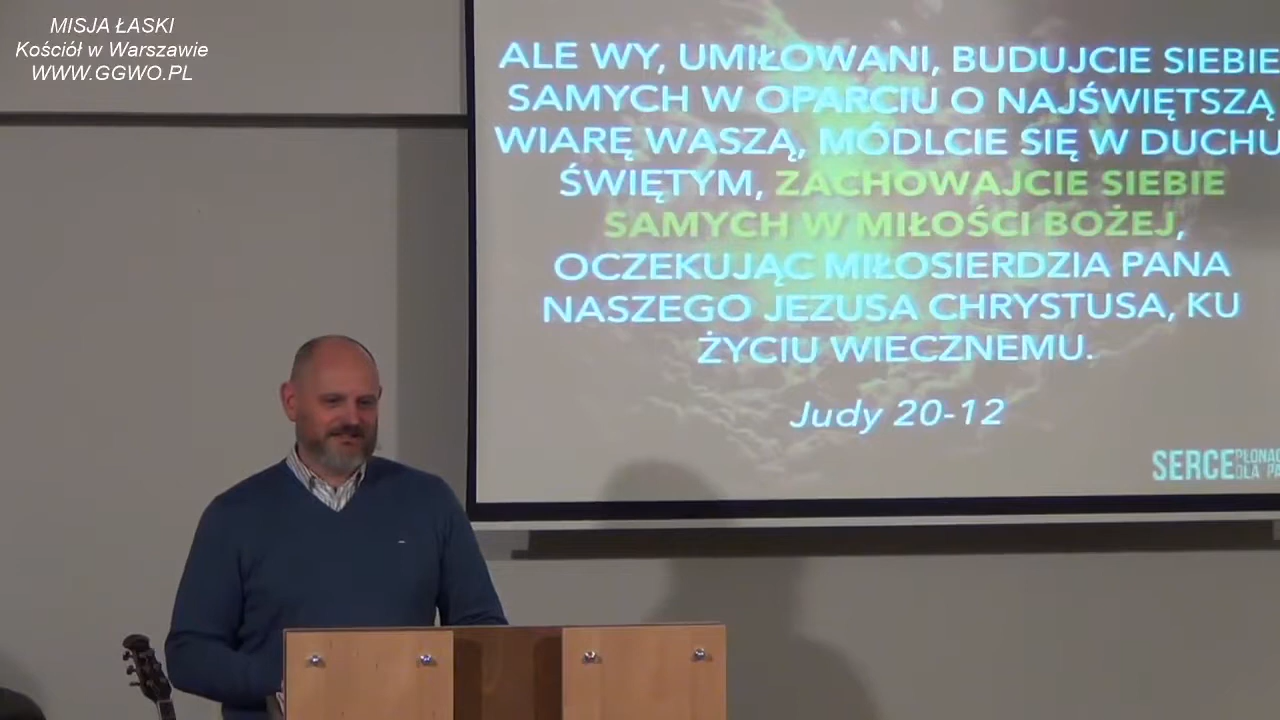 MISJA ŁASKI
Kościół w Warszawie
WWW.GGWO.PL
ALE WY, UMIŁOWANI, BUDUJCIE SIEBIE
SAMYCH W OPARCIU O NAJŚWIĘTSZĄ
WIARĘ WASZĄ, MÓDLCIE SIĘ W DUCHU
ŚWIĘTYM, ZACHOWAJCIE SIEBIE
SAMYCH W MIŁOŚCI BOŻEJ,
OCZEKUJĄC MIŁOSIERDZIA PANA
NASZEGO JEZUSA CHRYSTUSA, KU
ŻYCIU WIECZNEMU.
Judy 20-12
SERCE